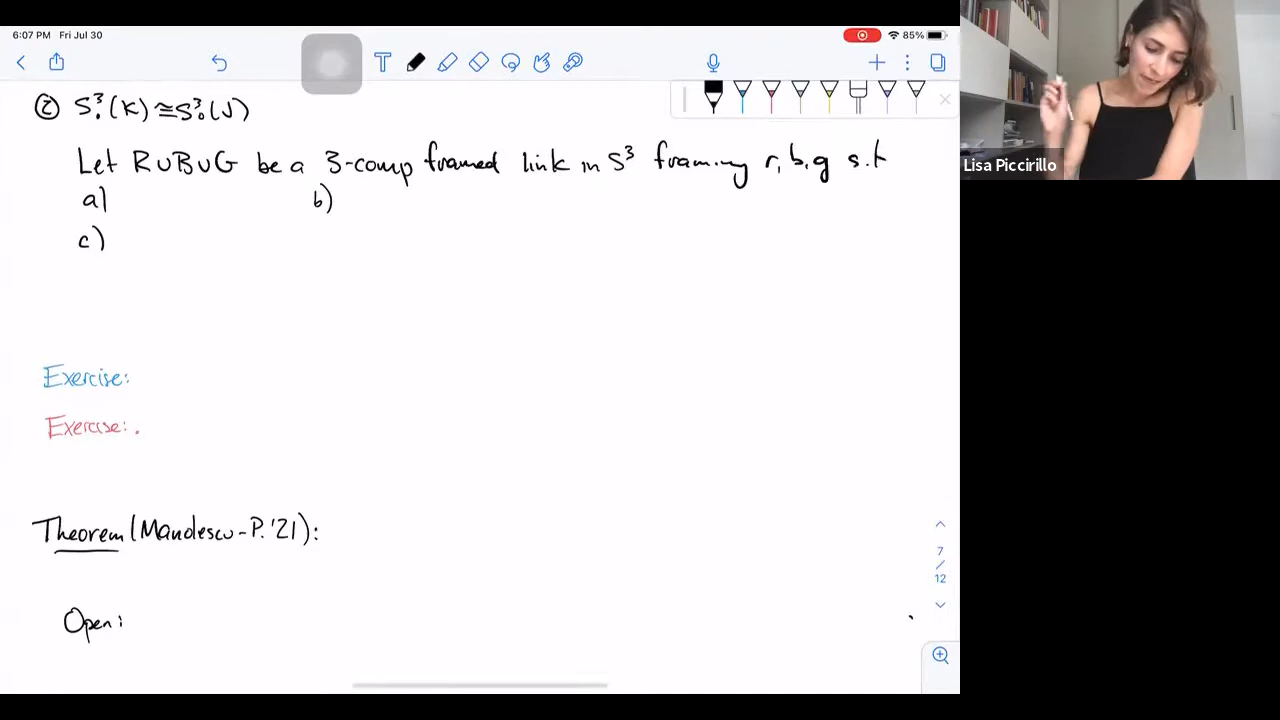 6:07 PM Fri Jul 30
85%
② S³₀(K) ≅ S³₀(J)
Let R∪B∪G be a 3-comp framed link in S³ framing r, b, g s.t
a) b)
c)
Exercise:
Exercise: .
Theorem (Manolescu-P. '21):
Open:
7
/
12
Lisa Piccirillo